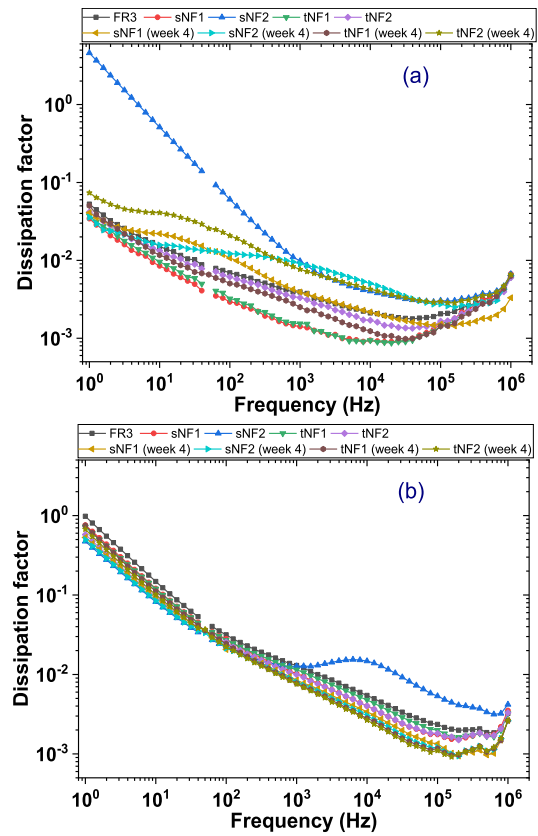 FR3 sNF1 sNF2 tNF1 tNF2
sNF1 (week 4) sNF2 (week 4) tNF1 (week 4) tNF2 (week 4)
(a)
Dissipation factor
10^0
10^-1
10^-2
10^-3
10^0 10^1 10^2 10^3 10^4 10^5 10^6
Frequency (Hz)
FR3 sNF1 sNF2 tNF1 tNF2
sNF1 (week 4) sNF2 (week 4) tNF1 (week 4) tNF2 (week 4)
(b)
Dissipation factor
10^0
10^-1
10^-2
10^-3
10^0 10^1 10^2 10^3 10^4 10^5 10^6
Frequency (Hz)